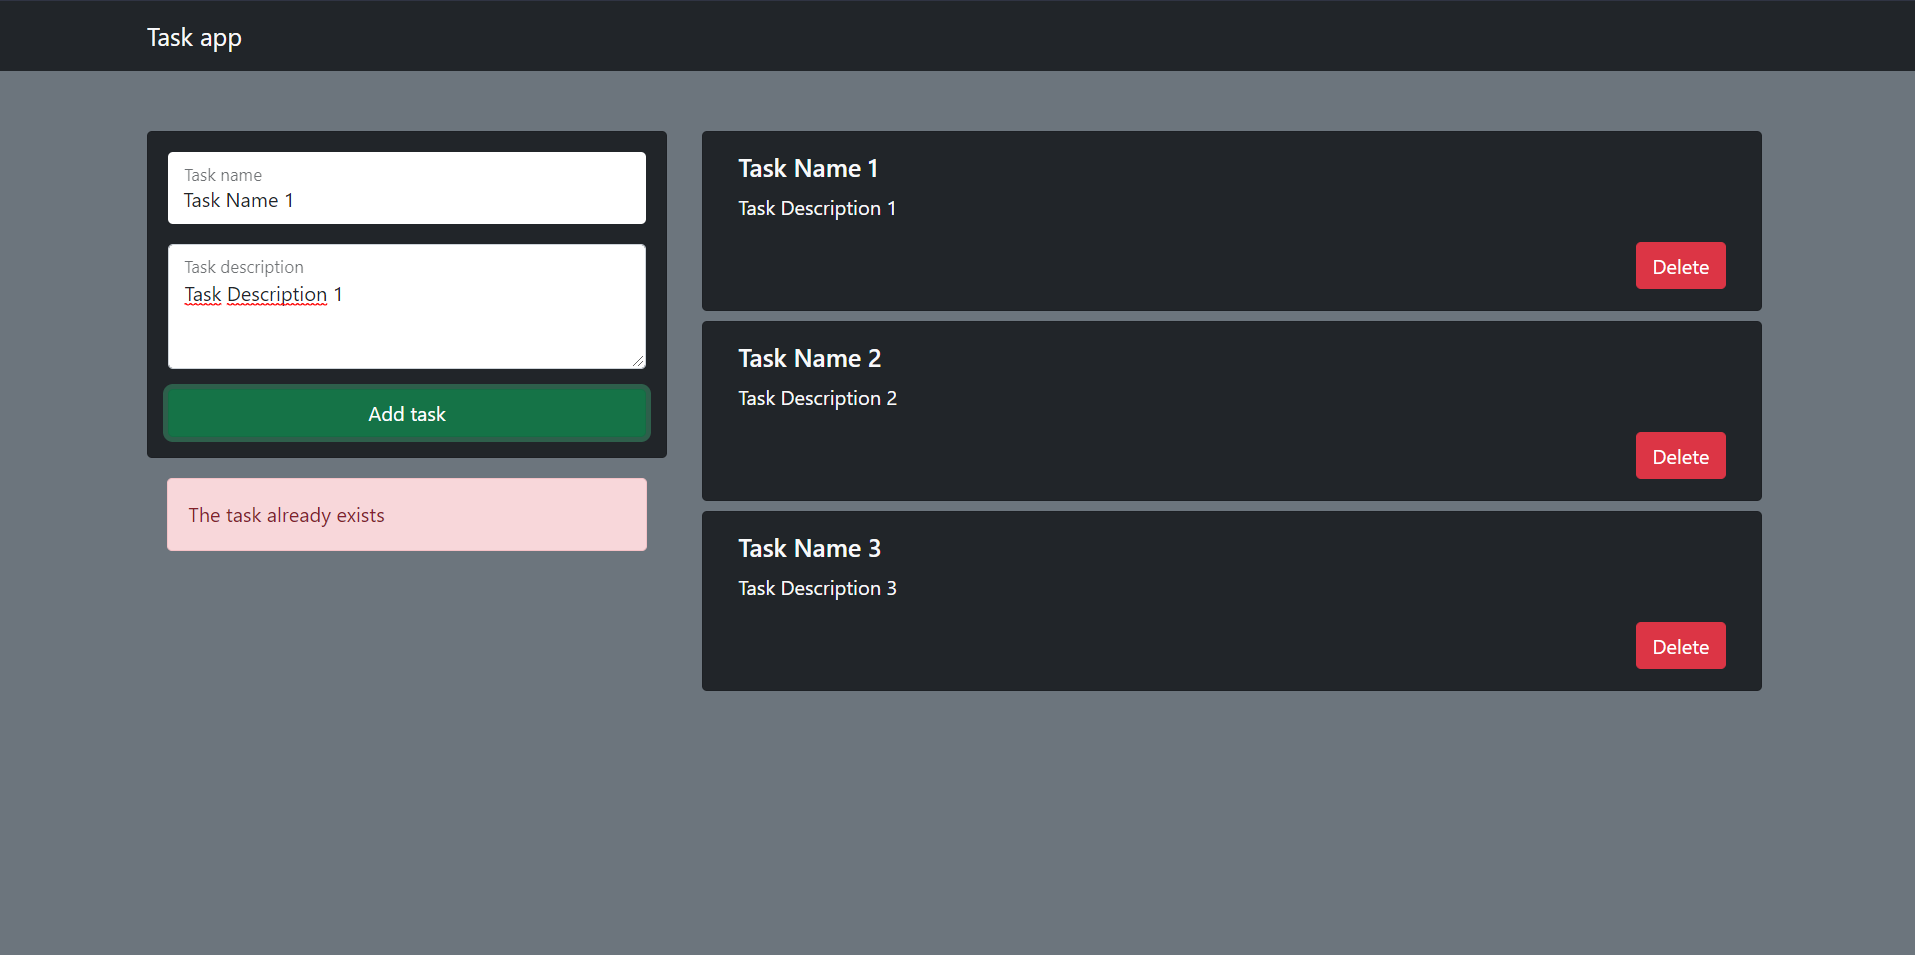 Task app
Task name
Task Name 1
Task description
Task Description 1
Add task
The task already exists
Task Name 1
Task Description 1
Delete
Task Name 2
Task Description 2
Delete
Task Name 3
Task Description 3
Delete